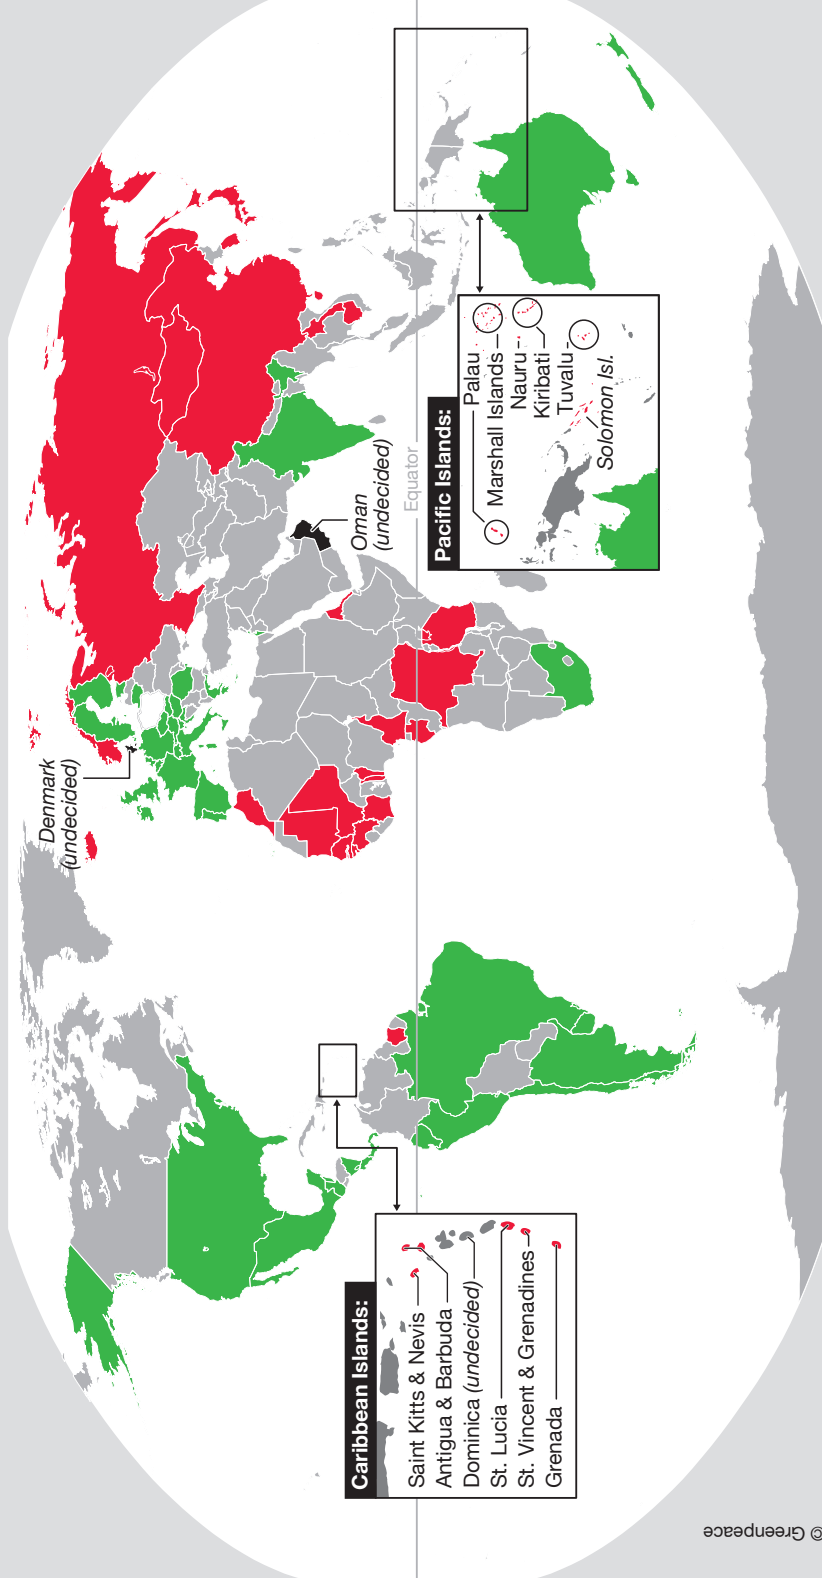 Denmark
(undecided)
Oman
(undecided)
Equator
Caribbean Islands:
Saint Kitts & Nevis
Antigua & Barbuda
Dominica (undecided)
St. Lucia
St. Vincent & Grenadines
Grenada
Pacific Islands:
Palau
Marshall Islands
Nauru
Kiribati
Tuvalu
Solomon Isl.
© Greenpeace